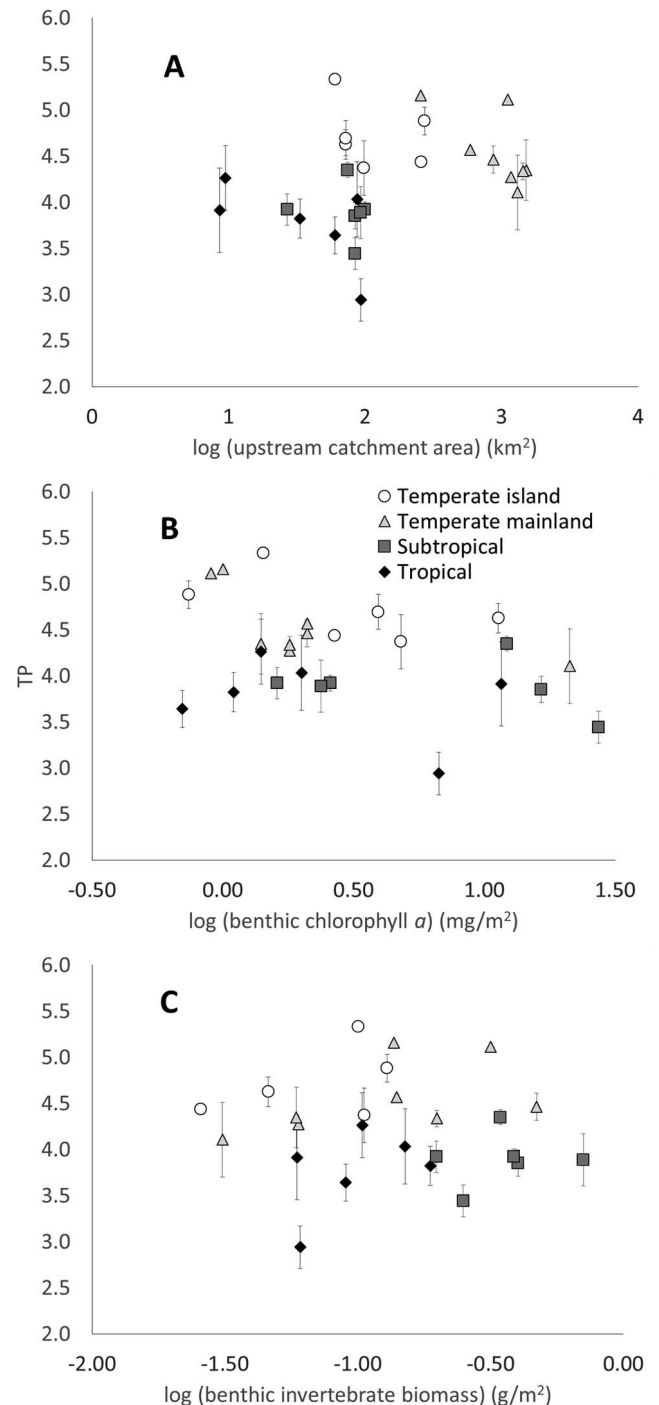 6.0
A
5.5
5.0
4.5
4.0
3.5
3.0
2.5
2.0
0 1 2 3 4
log (upstream catchment area) (km²)
6.0
B
Temperate island
Temperate mainland
Subtropical
Tropical
5.5
5.0
4.5
4.0
TP
3.5
3.0
2.5
2.0
-0.50 0.00 0.50 1.00 1.50
log (benthic chlorophyll a) (mg/m²)
6.0
C
5.5
5.0
4.5
4.0
3.5
3.0
2.5
2.0
-2.00 -1.50 -1.00 -0.50 0.00
log (benthic invertebrate biomass) (g/m²)